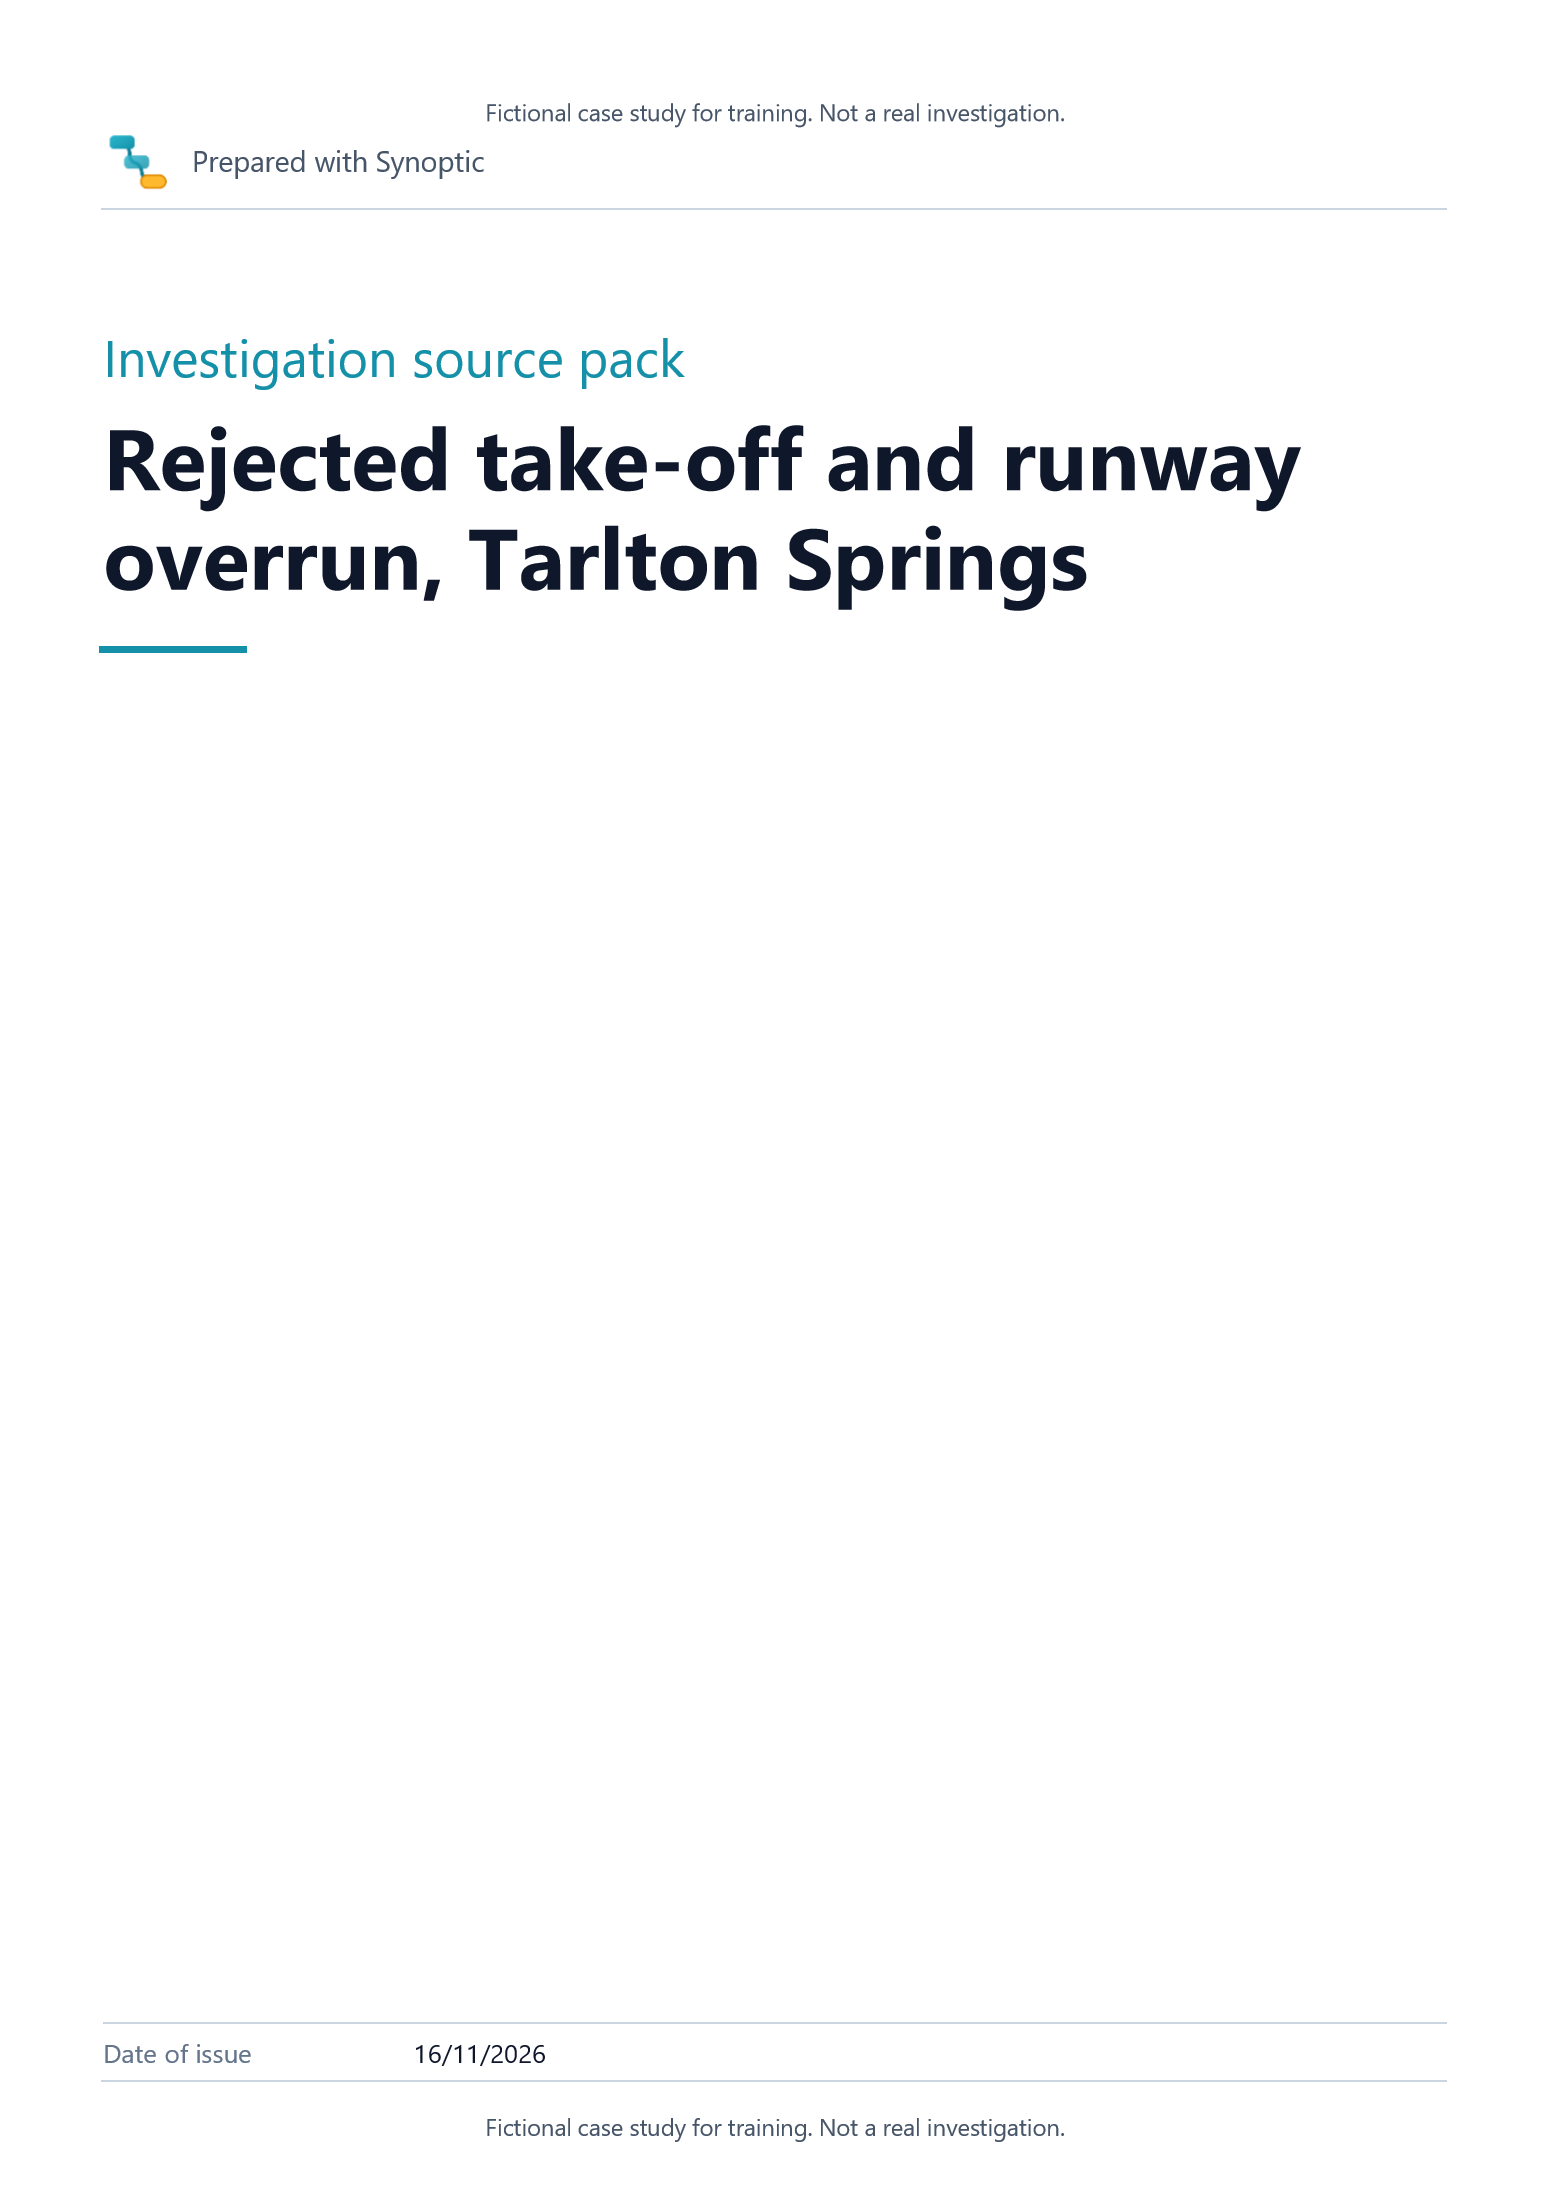 Fictional case study for training. Not a real investigation.
Prepared with Synoptic
Investigation source pack
Rejected take-off and runway
overrun, Tarlton Springs
Date of issue 16/11/2026
Fictional case study for training. Not a real investigation.